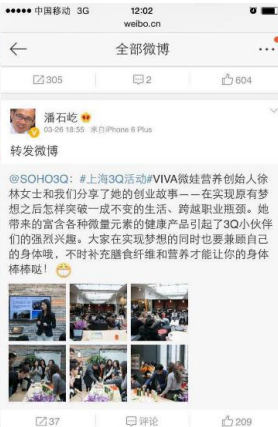 中国移动 3G 12:02
weibo.cn
全部微博
305 2 604
潘石屹
03-26 18:55 来自iPhone 6 Plus
转发微博
@SOHO3Q：#上海3Q活动#VIVA微娃营养创始人徐
林女士和我们分享了她的创业故事——在实现原有梦
想之后怎样突破一成不变的生活、跨越职业瓶颈。她
带来的富含各种微量元素的健康产品引起了3Q小伙伴
们的强烈兴趣。大家在实现梦想的同时也要兼顾自己
的身体哦，不时补充膳食纤维和营养才能让你的身体
棒棒哒！
37 评论 209